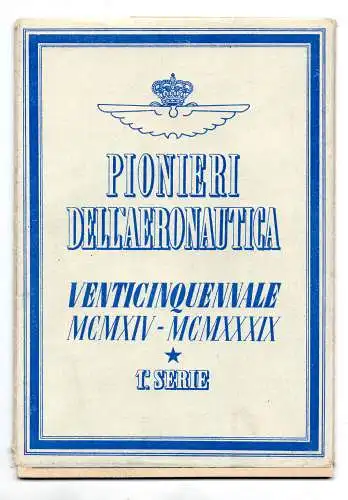 PIONIERI
DELL'AERONAUTICA
VENTICINQUENNALE
MCMXIV - MCMXXXIX
1ª SERIE